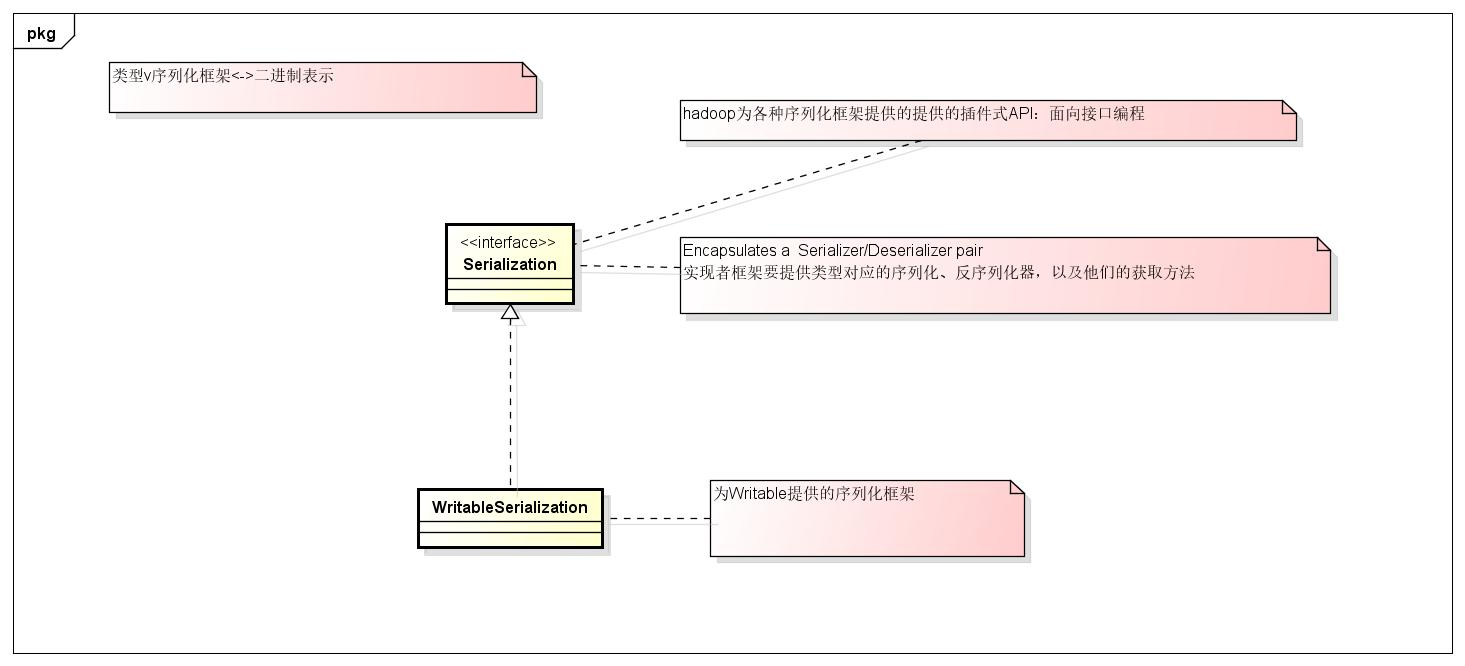 pkg
类型v序列化框架<->二进制表示
hadoop为各种序列化框架提供的提供的插件式API：面向接口编程
<<interface>>
Serialization
Encapsulates a  Serializer/Deserializer pair
实现者框架要提供类型对应的序列化、反序列化器，以及他们的获取方法
WritableSerialization
为Writable提供的序列化框架